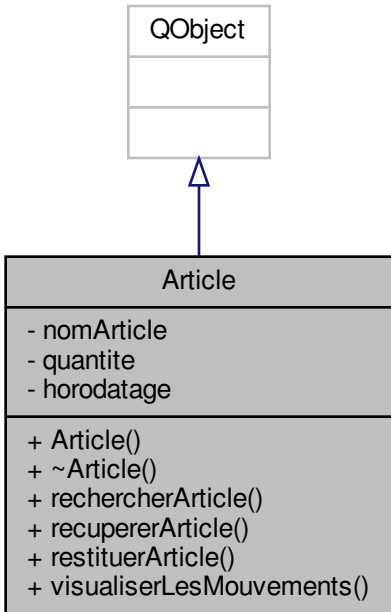 QObject
Article
- nomArticle
- quantite
- horodatage
+ Article()
+ ~Article()
+ rechercherArticle()
+ recupererArticle()
+ restituerArticle()
+ visualiserLesMouvements()